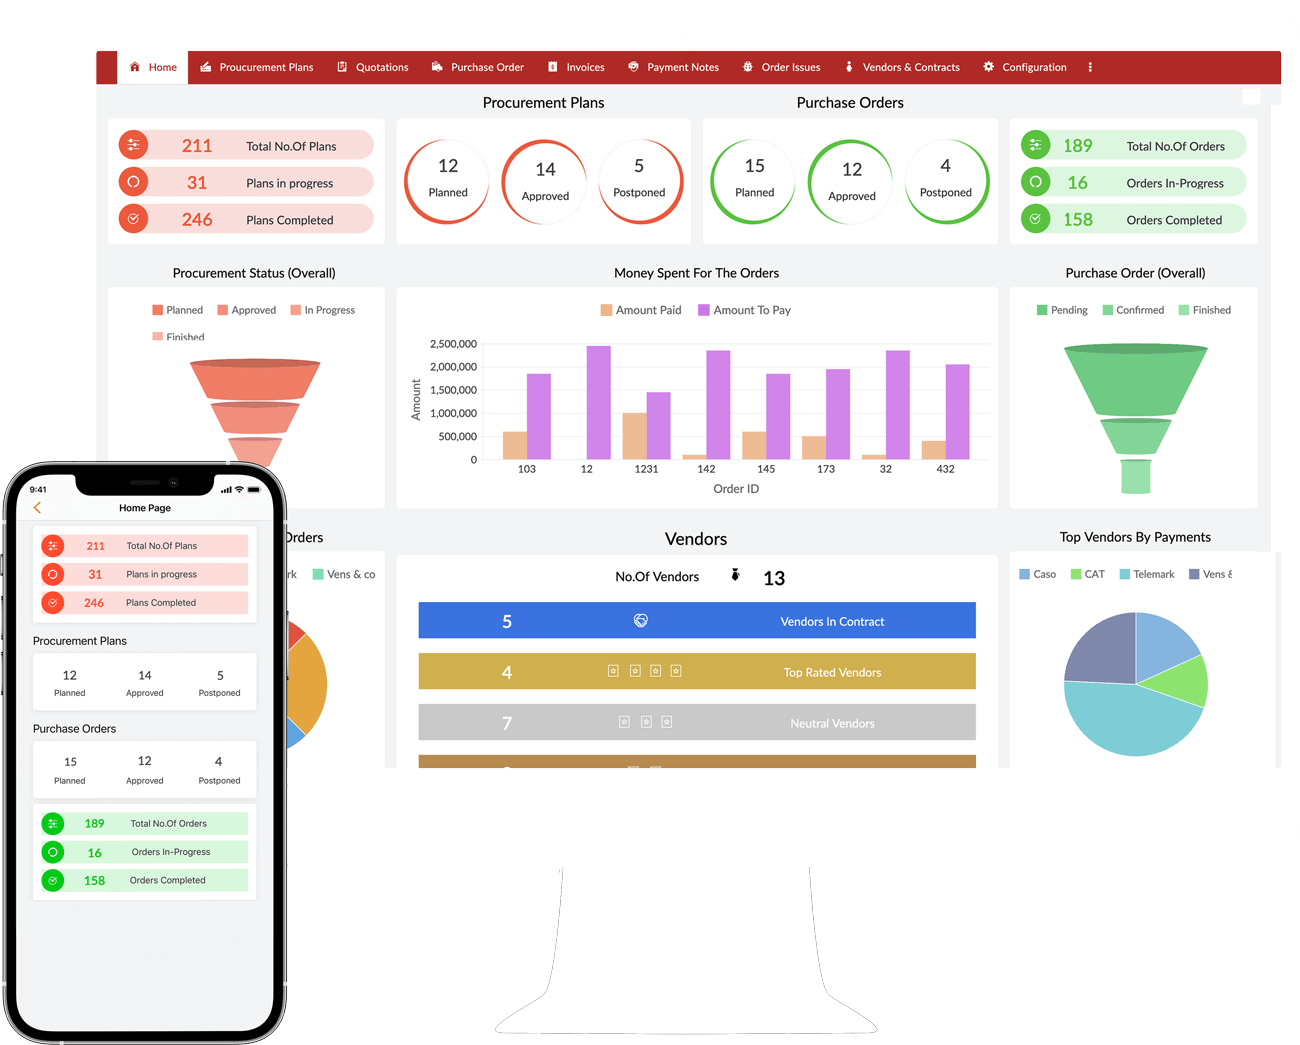 Home Proucurement Plans Quotations Purchase Order Invoices Payment Notes Order Issues Vendors & Contracts Configuration
Procurement Plans
Purchase Orders
211 Total No.Of Plans
31 Plans in progress
246 Plans Completed
12 Planned
14 Approved
5 Postponed
15 Planned
12 Approved
4 Postponed
189 Total No.Of Orders
16 Orders In-Progress
158 Orders Completed
Procurement Status (Overall)
Planned Approved In Progress
Finished
Money Spent For The Orders
Amount Paid Amount To Pay
Amount
2,500,000
2,000,000
1,500,000
1,000,000
500,000
0
103 12 1231 142 145 173 32 432
Order ID
Purchase Order (Overall)
Pending Confirmed Finished
Orders
rk Vens & co
Vendors
No.Of Vendors 13
5 Vendors In Contract
4 Top Rated Vendors
7 Neutral Vendors
Top Vendors By Payments
Caso CAT Telemark Vens &
9:41
Home Page
211 Total No.Of Plans
31 Plans in progress
246 Plans Completed
Procurement Plans
12 14 5
Planned Approved Postponed
Purchase Orders
15 12 4
Planned Approved Postponed
189 Total No.Of Orders
16 Orders In-Progress
158 Orders Completed